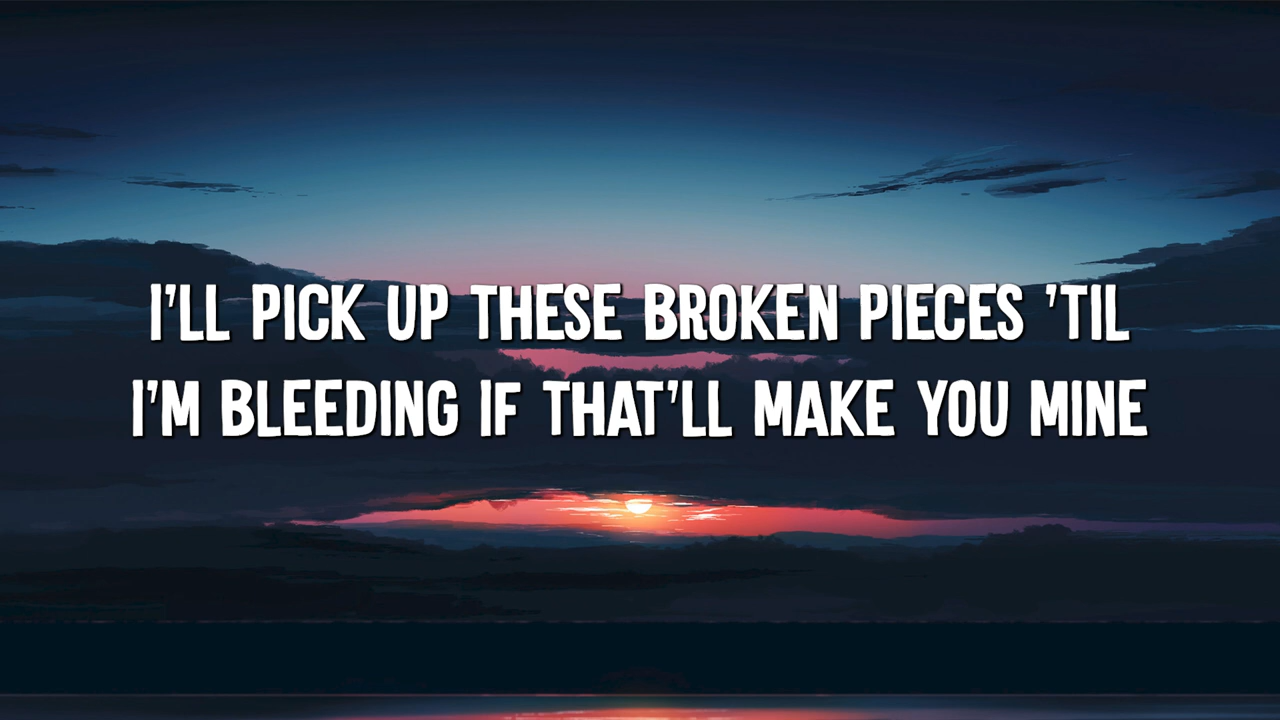 I'LL PICK UP THESE BROKEN PIECES 'TIL
I'M BLEEDING IF THAT'LL MAKE YOU MINE